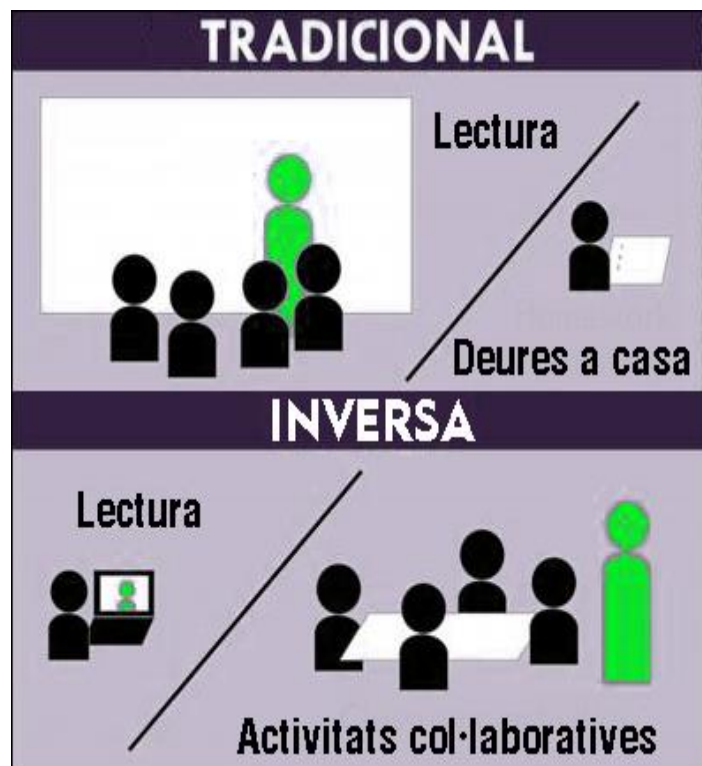 TRADICIONAL
Lectura
Deures a casa
INVERSA
Lectura
Activitats col·laboratives